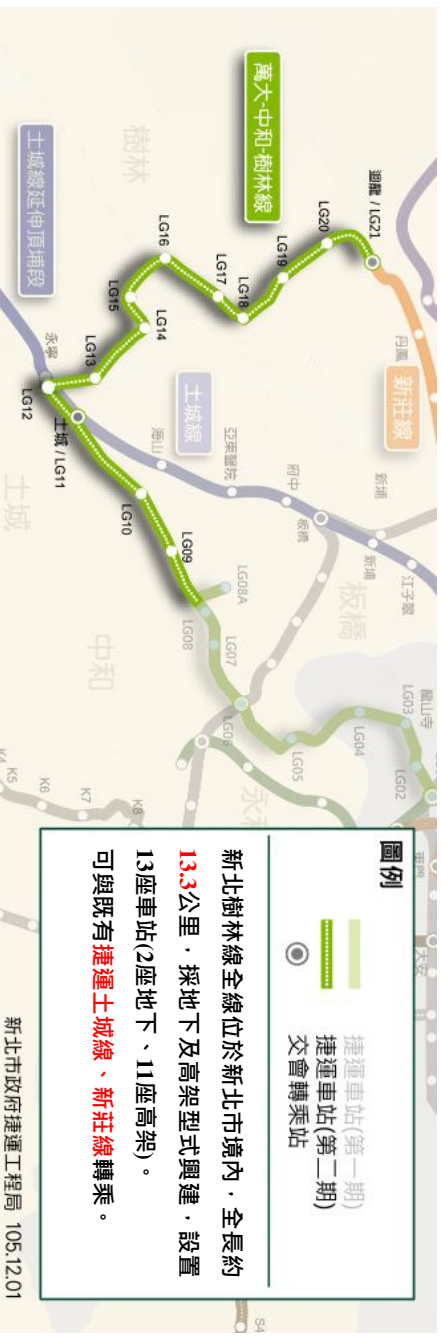 萬大-中和-樹林線
迴龍 / LG21
LG20
LG19
LG18
LG17
LG16
LG15
LG14
LG13
LG12
土城 / LG11
LG10
LG09
LG08A
LG08
LG07
LG06
LG05
LG04
LG03
LG02
龍山寺
西門
大安
新莊線
丹鳳
土城線
土城線延伸頂埔段
永寧
海山
亞東醫院
府中
板橋
新埔
新埔
江子翠
樹林
土城
中和
板橋
K4
K5
K6
K7
K8
S4
圖例
捷運車站(第一期)
捷運車站(第二期)
交會轉乘站
新北樹林線全線位於新北市境內，全長約
13.3公里，採地下及高架型式興建，設置
13座車站(2座地下、11座高架)。
可與既有捷運土城線、新莊線轉乘。
新北市政府捷運工程局 105.12.01